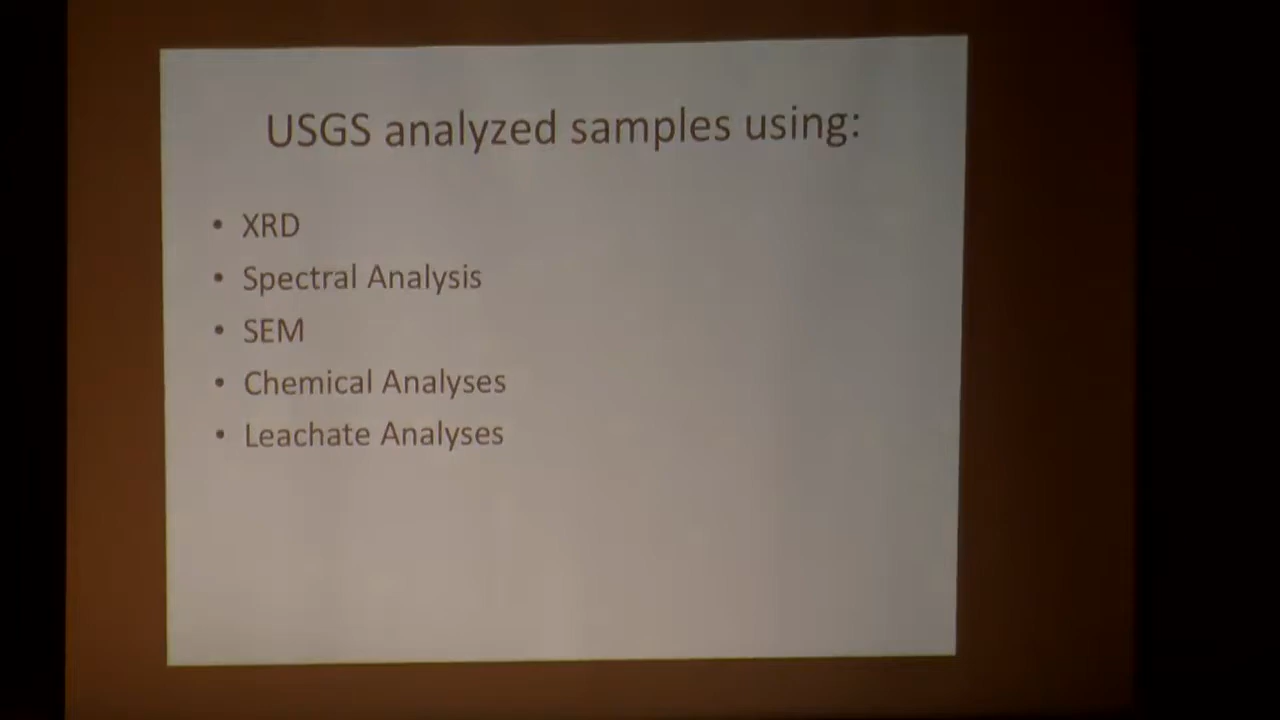 USGS analyzed samples using:
• XRD
• Spectral Analysis
• SEM
• Chemical Analyses
• Leachate Analyses